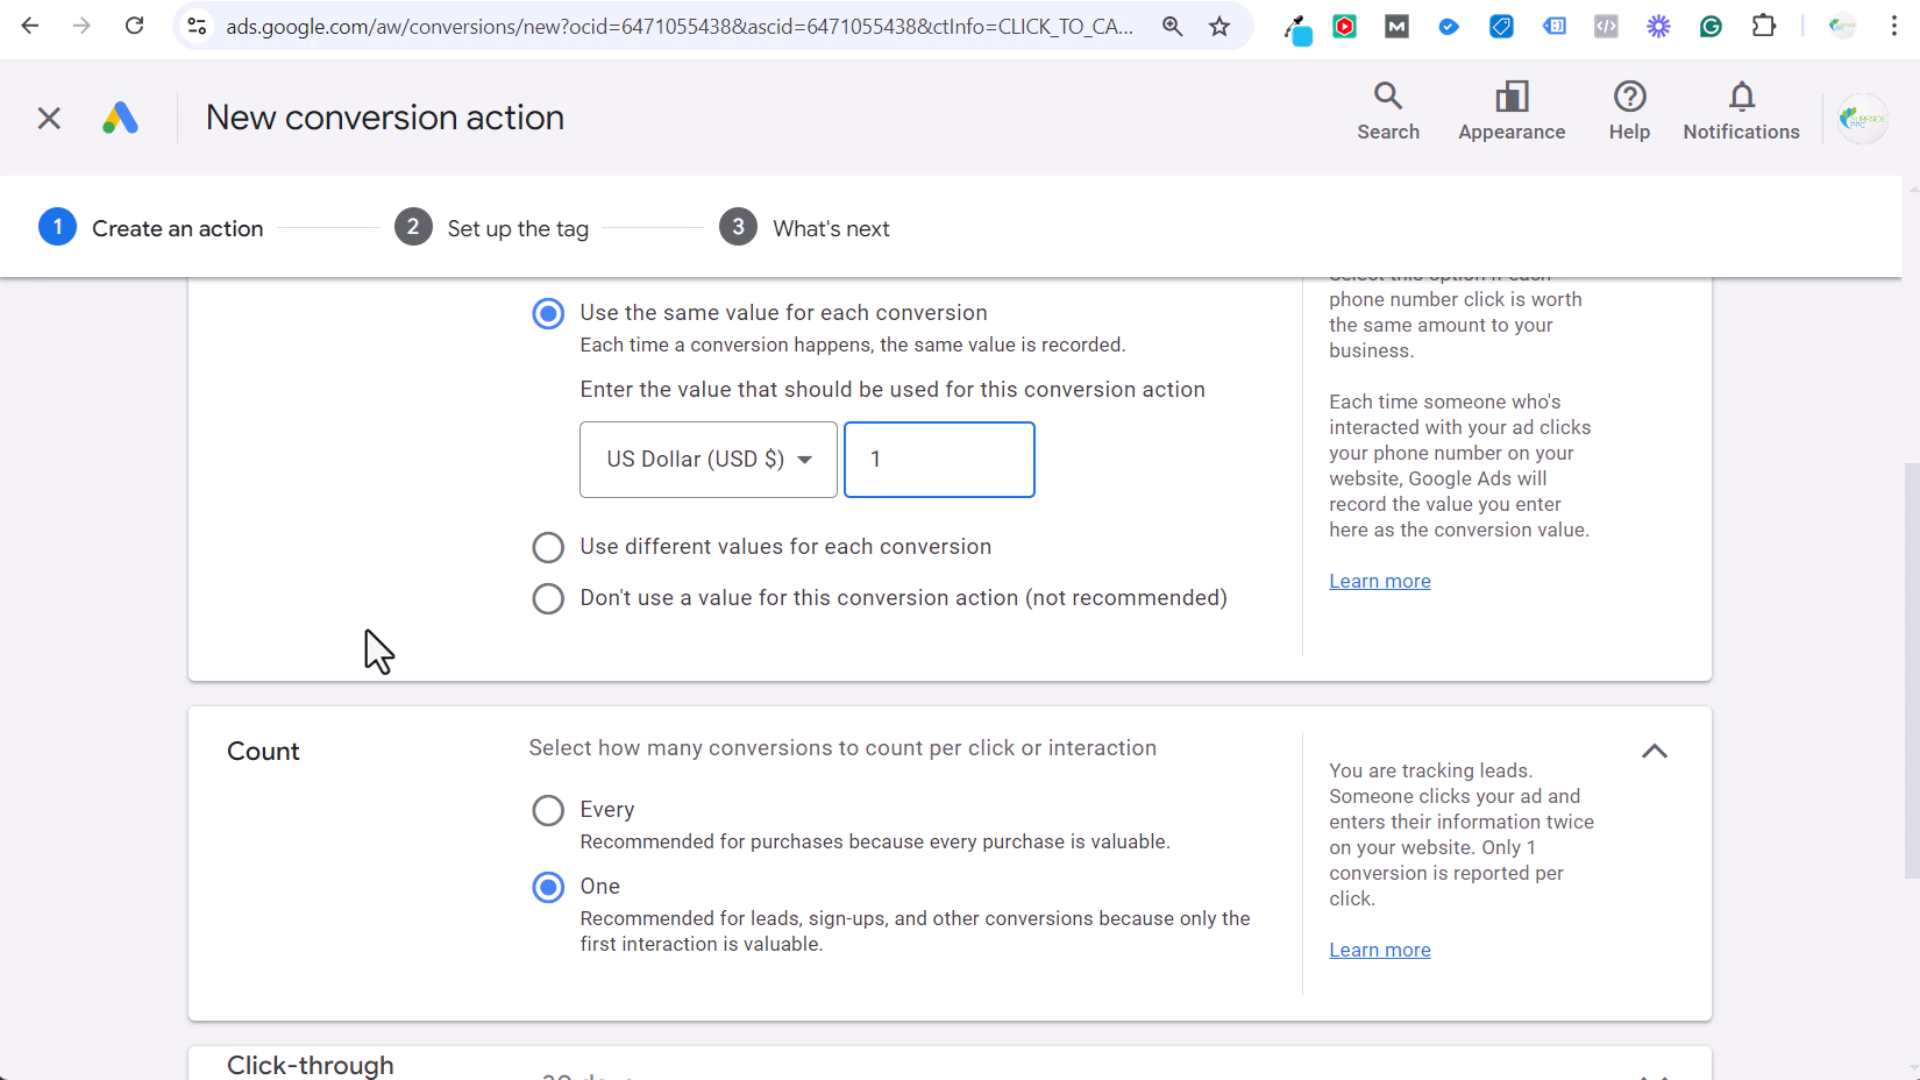 ads.google.com/aw/conversions/new?ocid=6471055438&ascid=6471055438&ctInfo=CLICK_TO_CA...
New conversion action
Search
Appearance
Help
Notifications
1 Create an action
2 Set up the tag
3 What's next
Use the same value for each conversion
Each time a conversion happens, the same value is recorded.
Enter the value that should be used for this conversion action
US Dollar (USD $)
1
Use different values for each conversion
Don't use a value for this conversion action (not recommended)
Select this option if each
phone number click is worth
the same amount to your
business.
Each time someone who's
interacted with your ad clicks
your phone number on your
website, Google Ads will
record the value you enter
here as the conversion value.
Learn more
Count
Select how many conversions to count per click or interaction
Every
Recommended for purchases because every purchase is valuable.
One
Recommended for leads, sign-ups, and other conversions because only the
first interaction is valuable.
You are tracking leads.
Someone clicks your ad and
enters their information twice
on your website. Only 1
conversion is reported per
click.
Learn more
Click-through